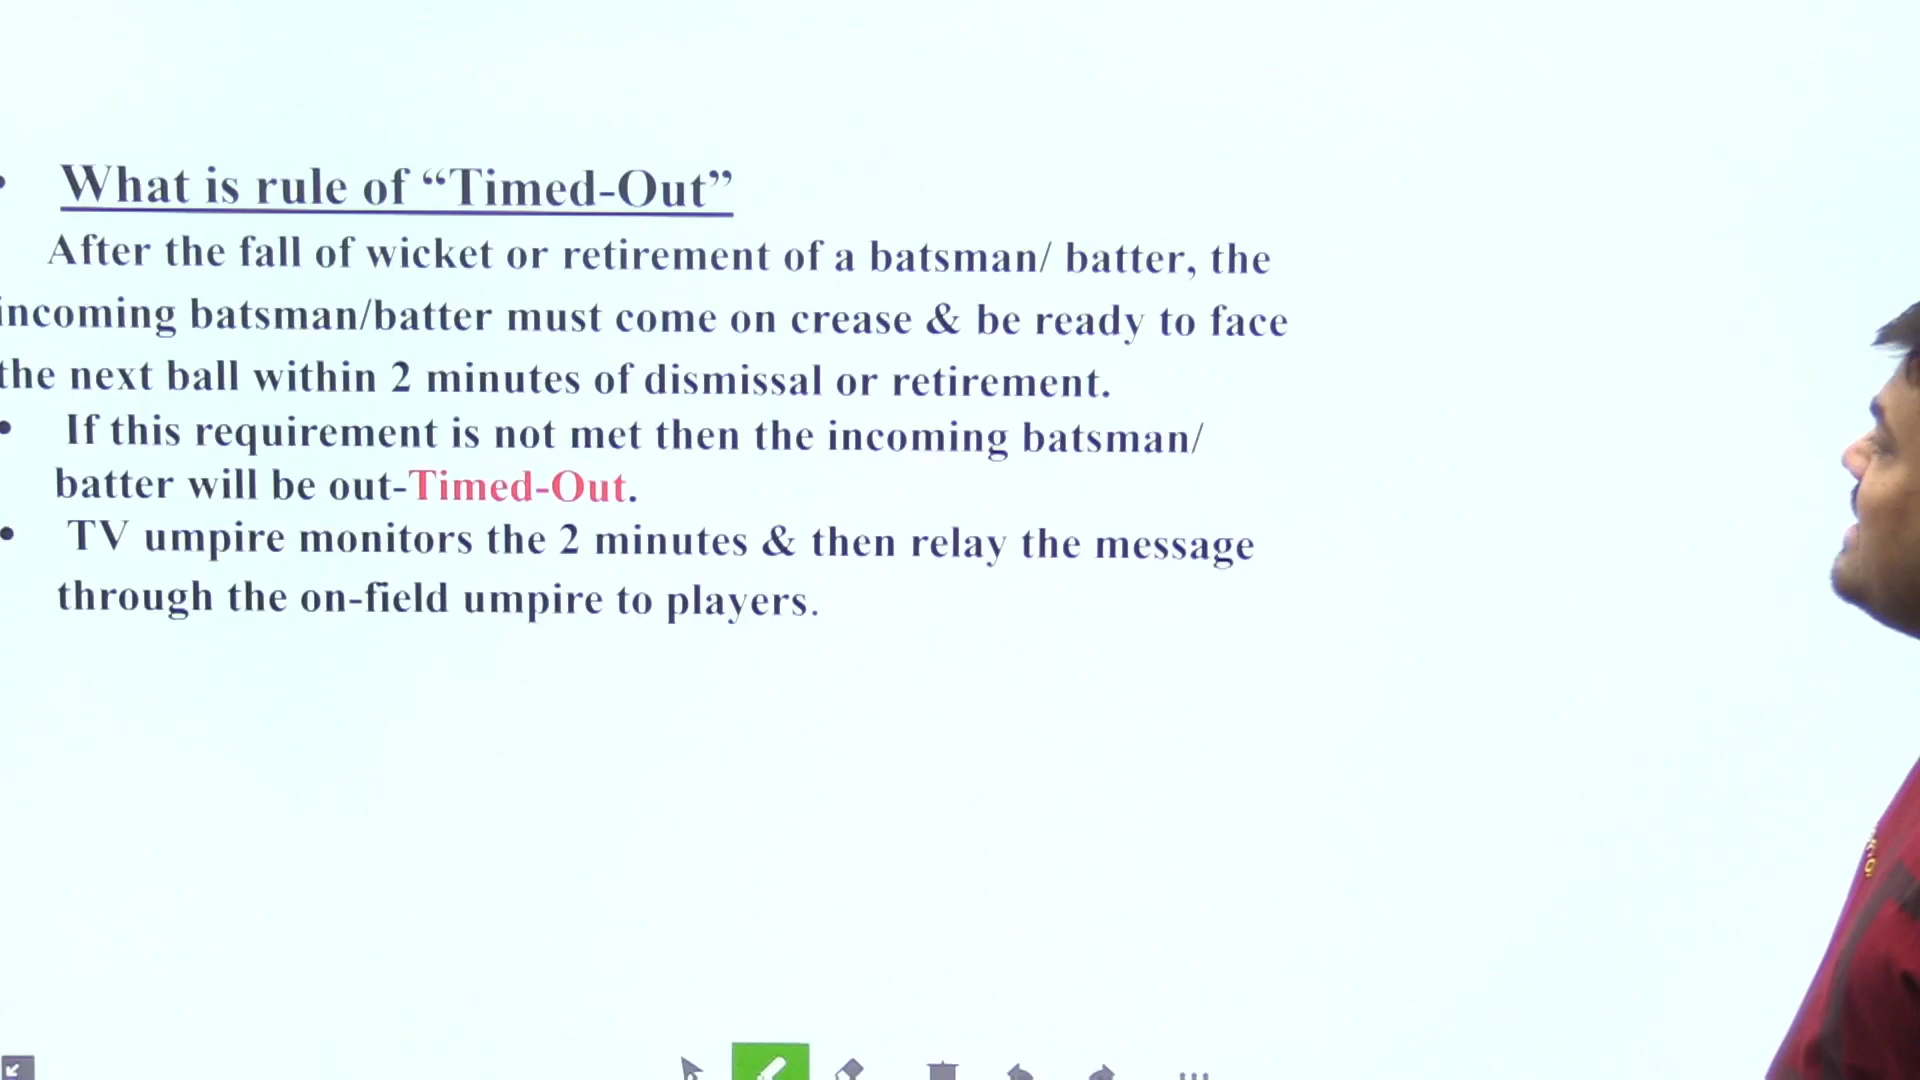 • What is rule of “Timed-Out”
After the fall of wicket or retirement of a batsman/ batter, the
incoming batsman/batter must come on crease & be ready to face
the next ball within 2 minutes of dismissal or retirement.
• If this requirement is not met then the incoming batsman/
batter will be out-Timed-Out.
• TV umpire monitors the 2 minutes & then relay the message
through the on-field umpire to players.